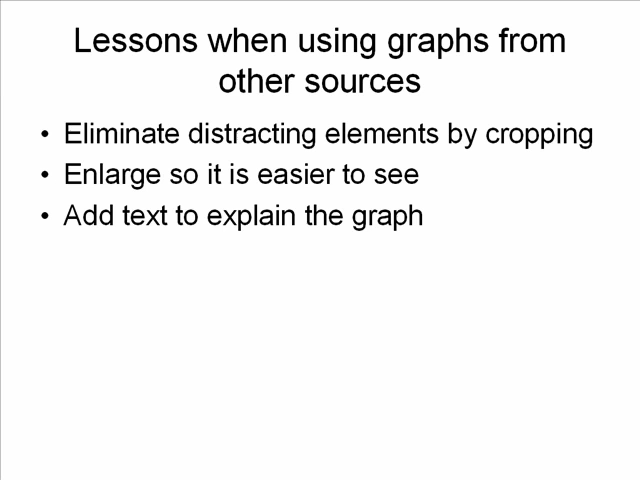 Lessons when using graphs from
other sources
• Eliminate distracting elements by cropping
• Enlarge so it is easier to see
• Add text to explain the graph